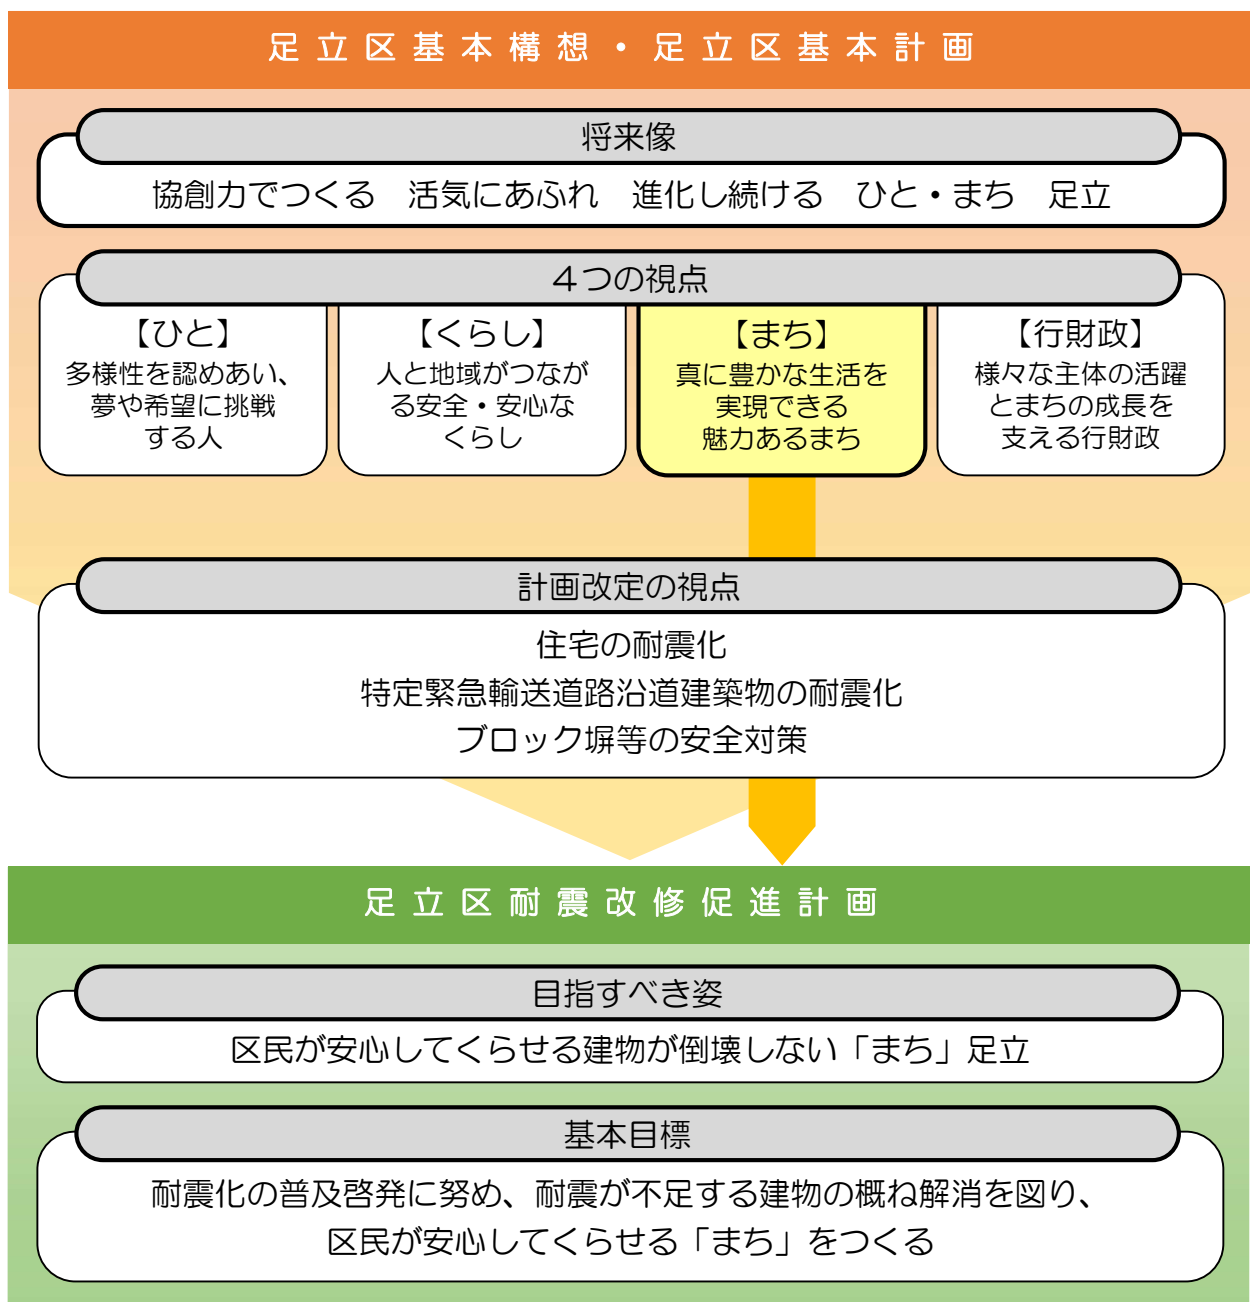 足立区基本構想・足立区基本計画
将来像
協創力でつくる　活気にあふれ　進化し続ける　ひと・まち　足立
４つの視点
【ひと】
多様性を認めあい、
夢や希望に挑戦
する人
【くらし】
人と地域がつなが
る安全・安心な
くらし
【まち】
真に豊かな生活を
実現できる
魅力あるまち
【行財政】
様々な主体の活躍
とまちの成長を
支える行財政
計画改定の視点
住宅の耐震化
特定緊急輸送道路沿道建築物の耐震化
ブロック塀等の安全対策
足立区耐震改修促進計画
目指すべき姿
区民が安心してくらせる建物が倒壊しない「まち」足立
基本目標
耐震化の普及啓発に努め、耐震が不足する建物の概ね解消を図り、
区民が安心してくらせる「まち」をつくる